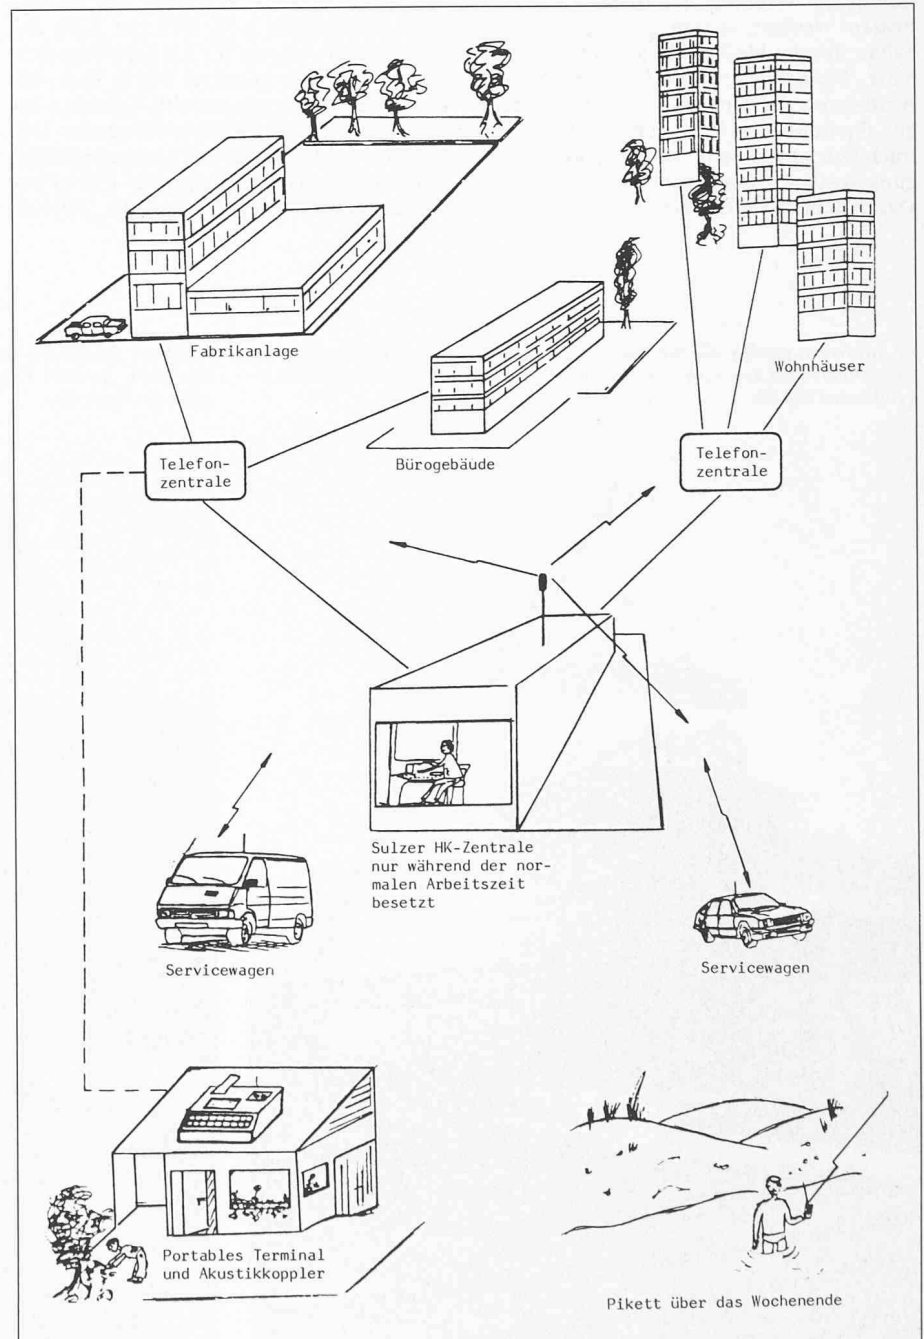 Fabrikanlage
Wohnhäuser
Bürogebäude
Telefon-
zentrale
Telefon-
zentrale
Sulzer HK-Zentrale
nur während der nor-
malen Arbeitszeit
besetzt
Servicewagen
Servicewagen
Portables Terminal
und Akustikkoppler
Pikett über das Wochenende